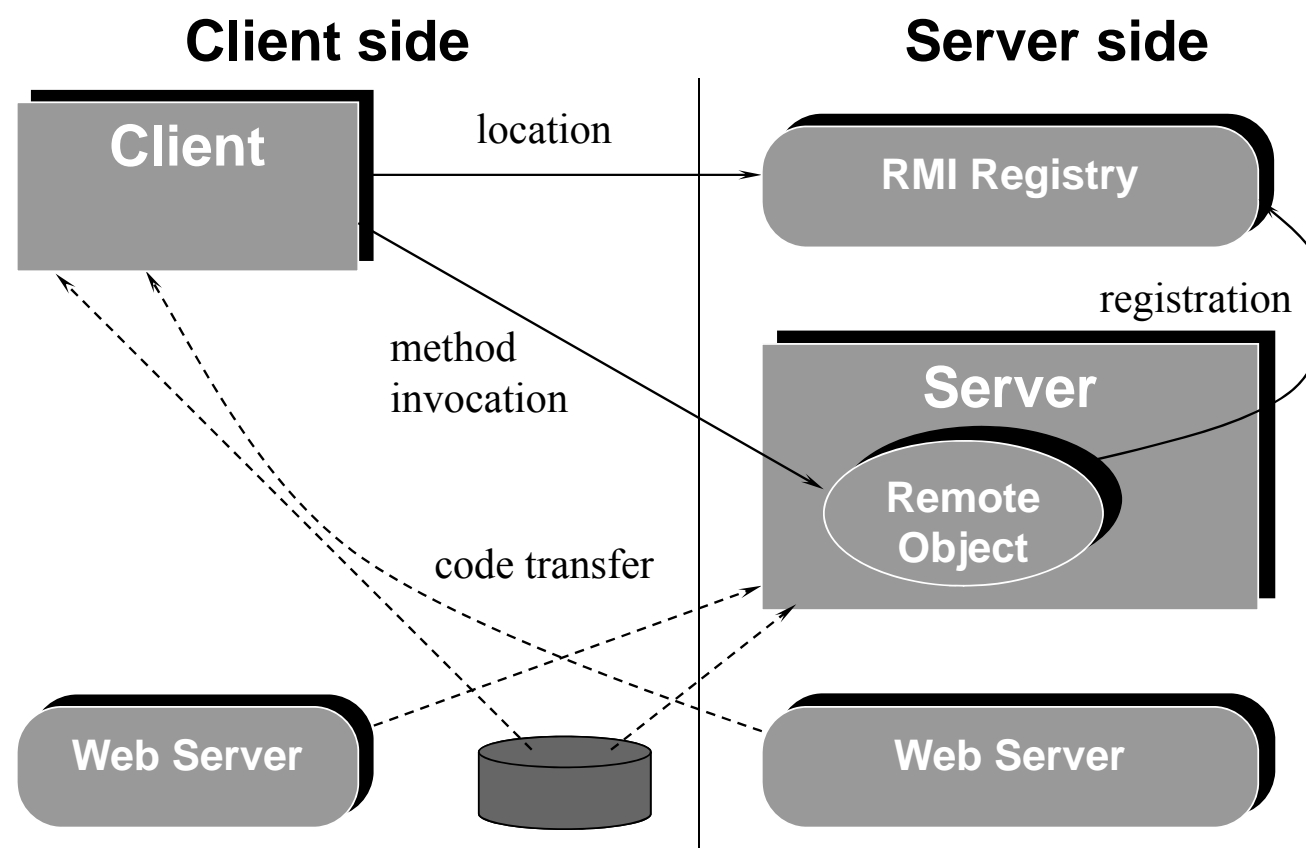 Client side
Server side
Client
location
RMI Registry
registration
method
invocation
Server
Remote
Object
code transfer
Web Server
Web Server